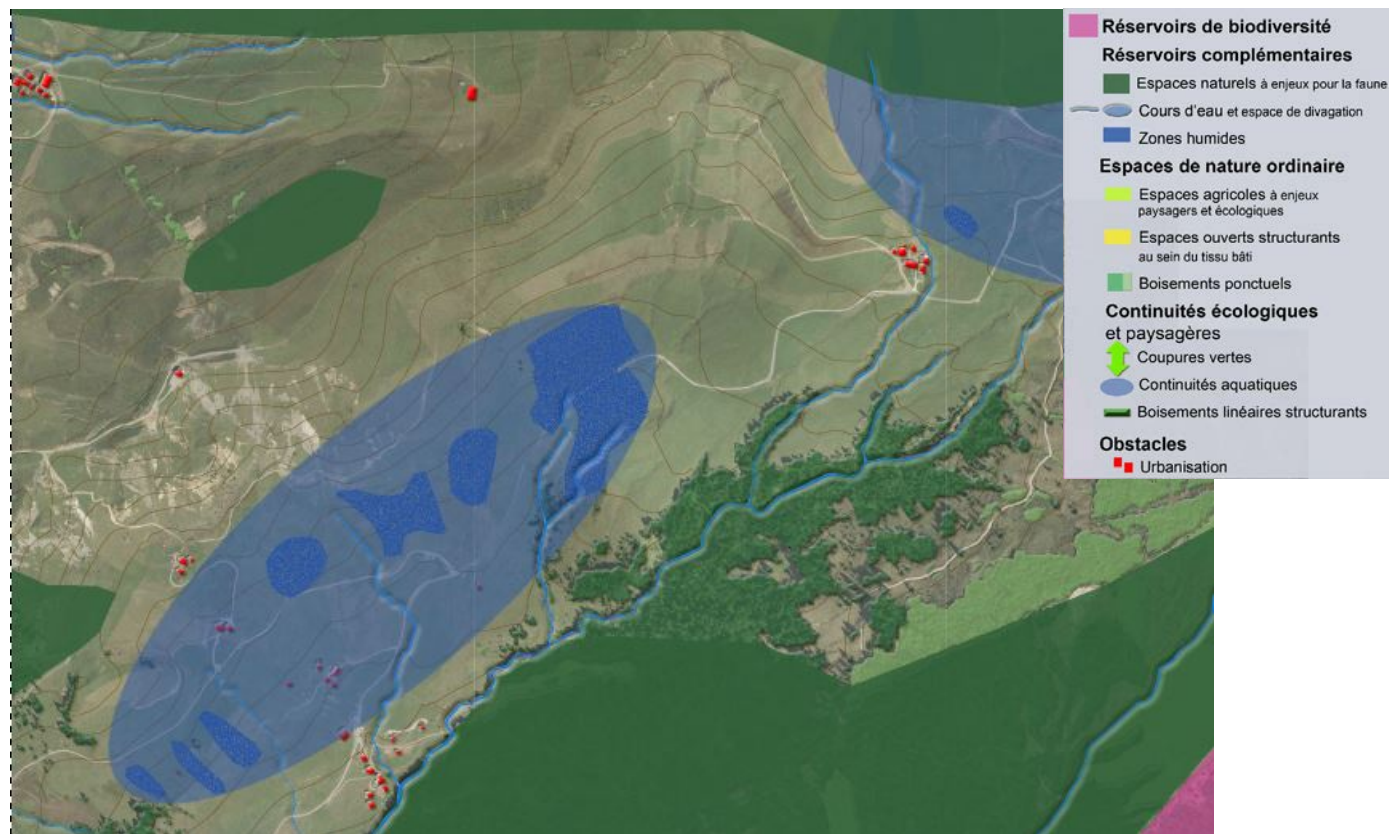 Réservoirs de biodiversité
Réservoirs complémentaires
Espaces naturels à enjeux pour la faune
Cours d'eau et espace de divagation
Zones humides
Espaces de nature ordinaire
Espaces agricoles à enjeux
paysagers et écologiques
Espaces ouverts structurants
au sein du tissu bâti
Boisements ponctuels
Continuités écologiques
et paysagères
Coupures vertes
Continuités aquatiques
Boisements linéaires structurants
Obstacles
Urbanisation